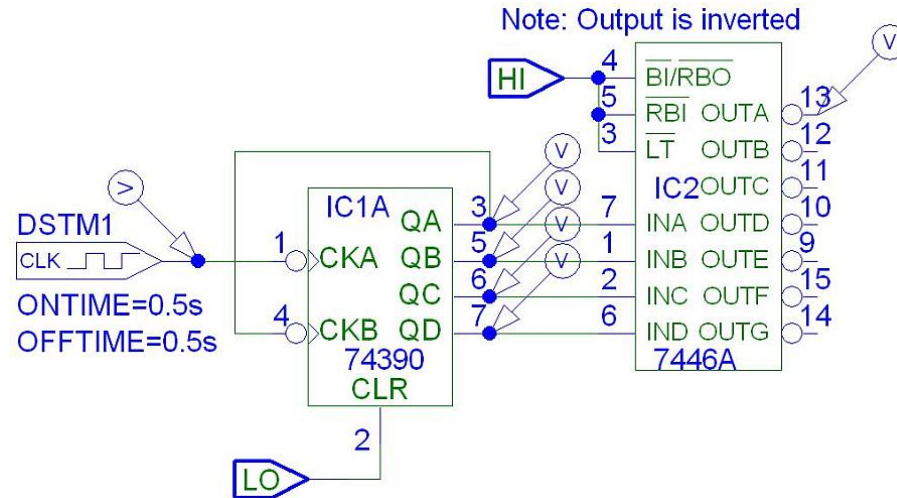 Note: Output is inverted
HI
4
BI/RBO
5
RBI
3
LT
OUTA
13
OUTB
12
OUTC
11
OUTD
10
OUTE
9
OUTF
15
OUTG
14
IC2
7
INA
1
INB
2
INC
6
IND
7446A
V
V
V
V
V
V
DSTM1
CLK
ONTIME=0.5s
OFFTIME=0.5s
IC1A
1
CKA
4
CKB
QA
3
QB
5
QC
6
QD
7
74390
CLR
2
LO